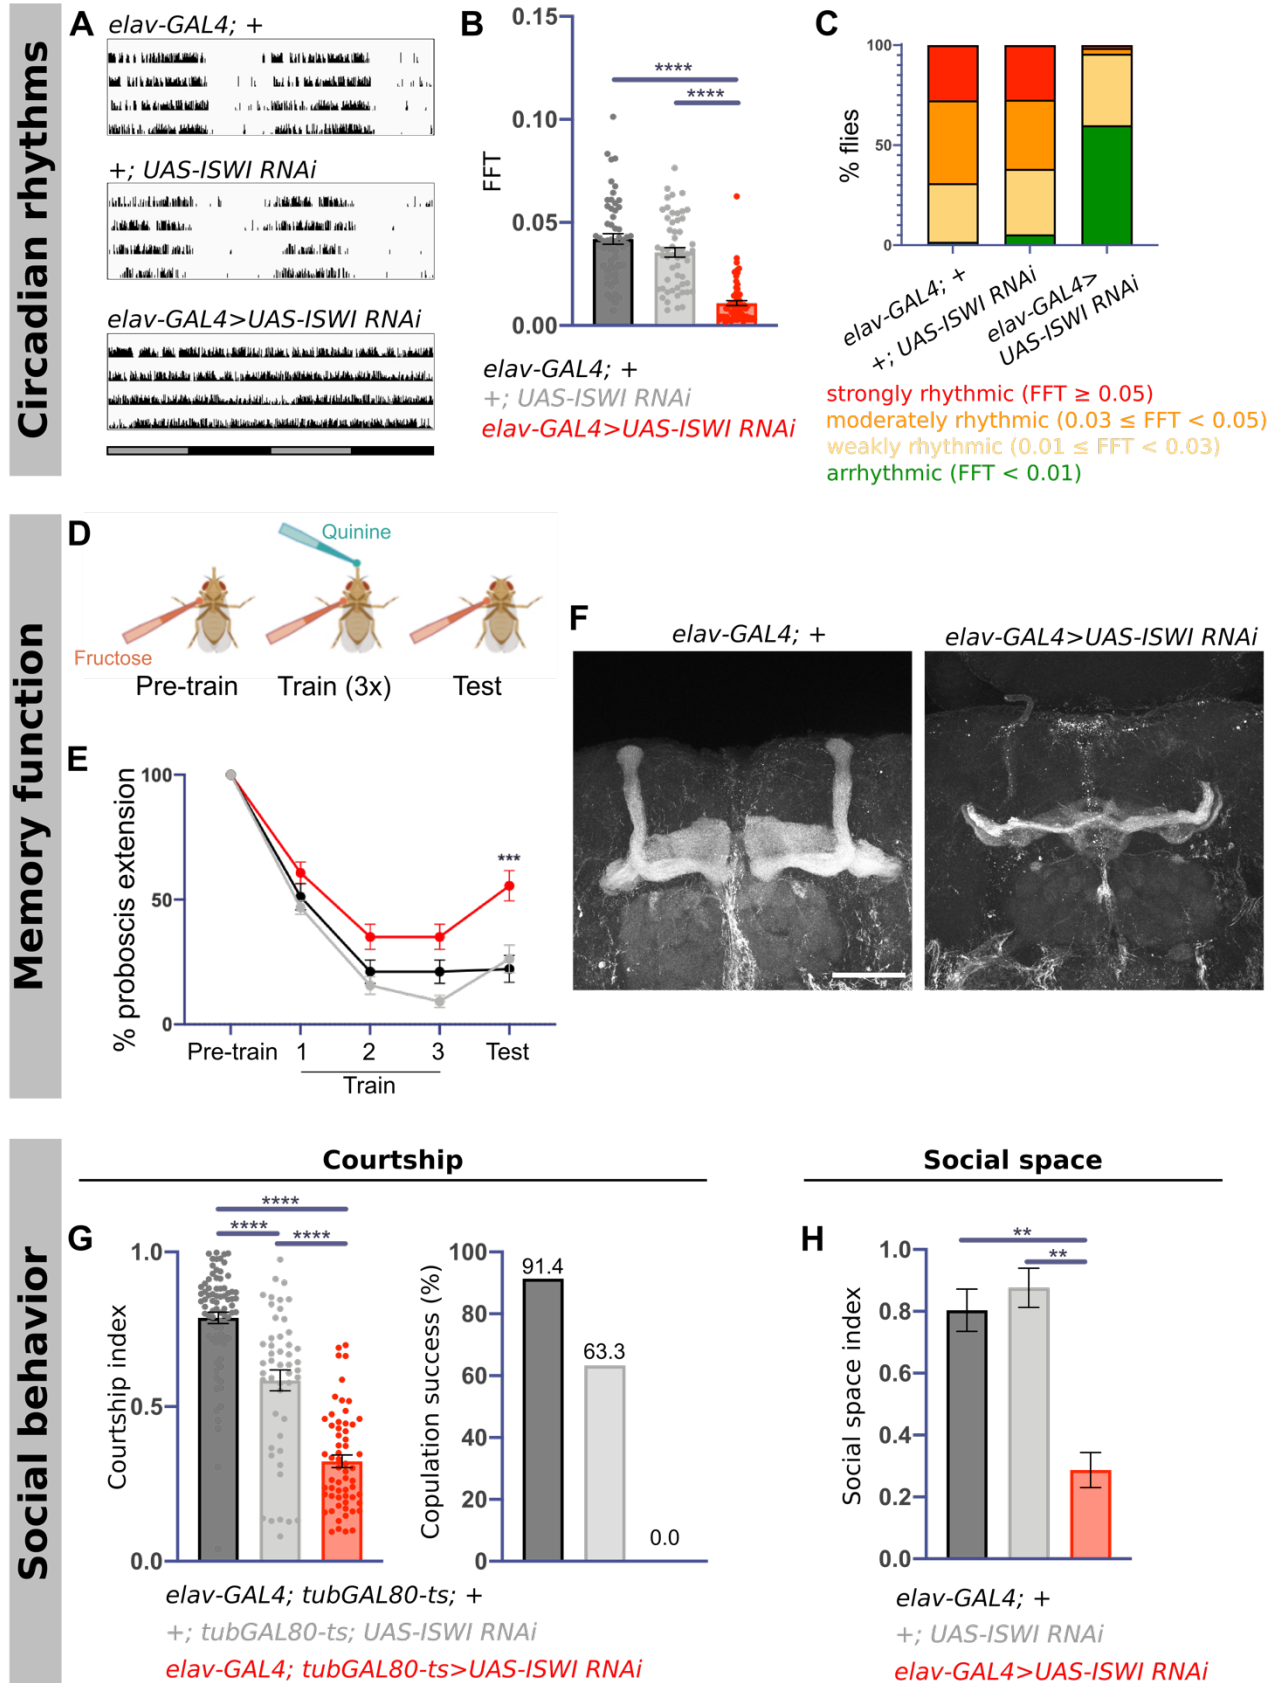 Circadian rhythms
A
elav-GAL4; +
+; UAS-ISWI RNAi
elav-GAL4>UAS-ISWI RNAi
B
FFT
0.15
0.10
0.05
0.00
****
****
elav-GAL4; +
+; UAS-ISWI RNAi
elav-GAL4>UAS-ISWI RNAi
C
% flies
100
50
0
elav-GAL4; +
+; UAS-ISWI RNAi
elav-GAL4>
UAS-ISWI RNAi
strongly rhythmic (FFT ≥ 0.05)
moderately rhythmic (0.03 ≤ FFT < 0.05)
weakly rhythmic (0.01 ≤ FFT < 0.03)
arrhythmic (FFT < 0.01)
Memory function
D
Quinine
Fructose
Pre-train
Train (3x)
Test
E
% proboscis extension
100
50
0
***
Pre-train 1 2 3 Test
Train
F
elav-GAL4; +
elav-GAL4>UAS-ISWI RNAi
Social behavior
Courtship
G
Courtship index
1.0
0.5
0.0
****
**** ****
Copulation success (%)
100
80
60
40
20
0
91.4
63.3
0.0
elav-GAL4; tubGAL80-ts; +
+; tubGAL80-ts; UAS-ISWI RNAi
elav-GAL4; tubGAL80-ts>UAS-ISWI RNAi
Social space
H
Social space index
1.0
0.8
0.6
0.4
0.2
0.0
**
**
elav-GAL4; +
+; UAS-ISWI RNAi
elav-GAL4>UAS-ISWI RNAi